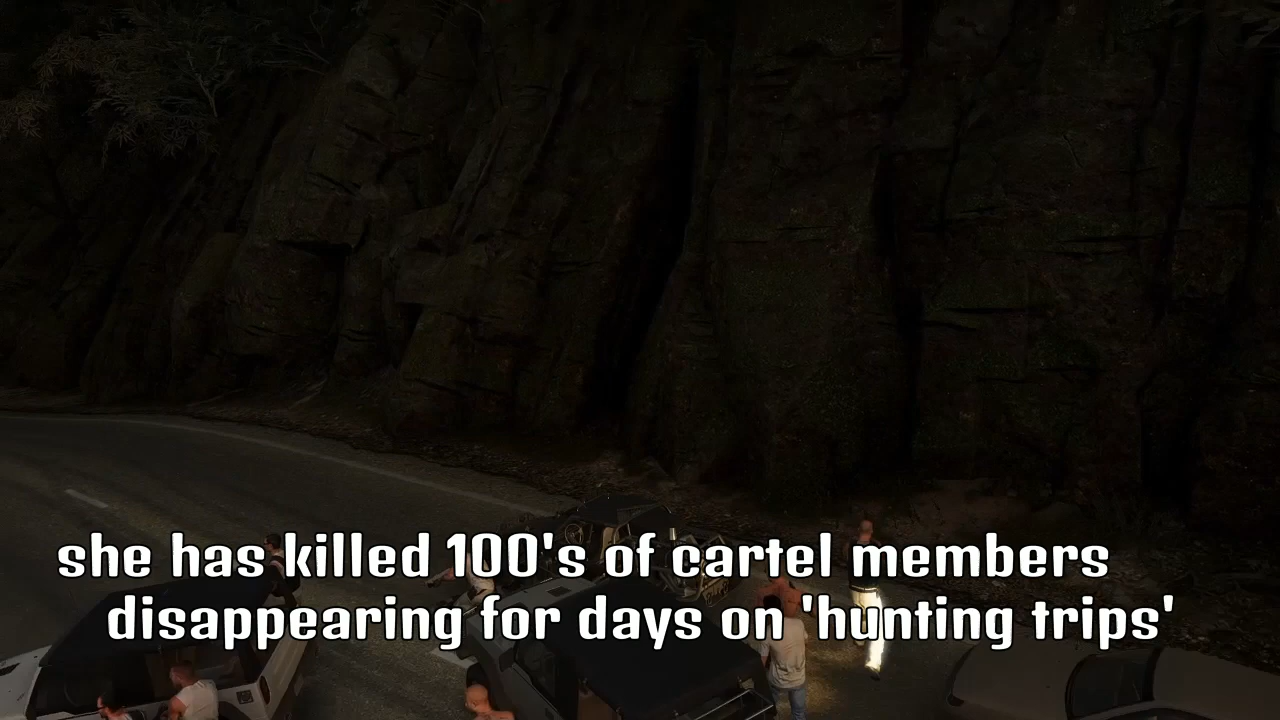 she has killed 100's of cartel members
disappearing for days on 'hunting trips'